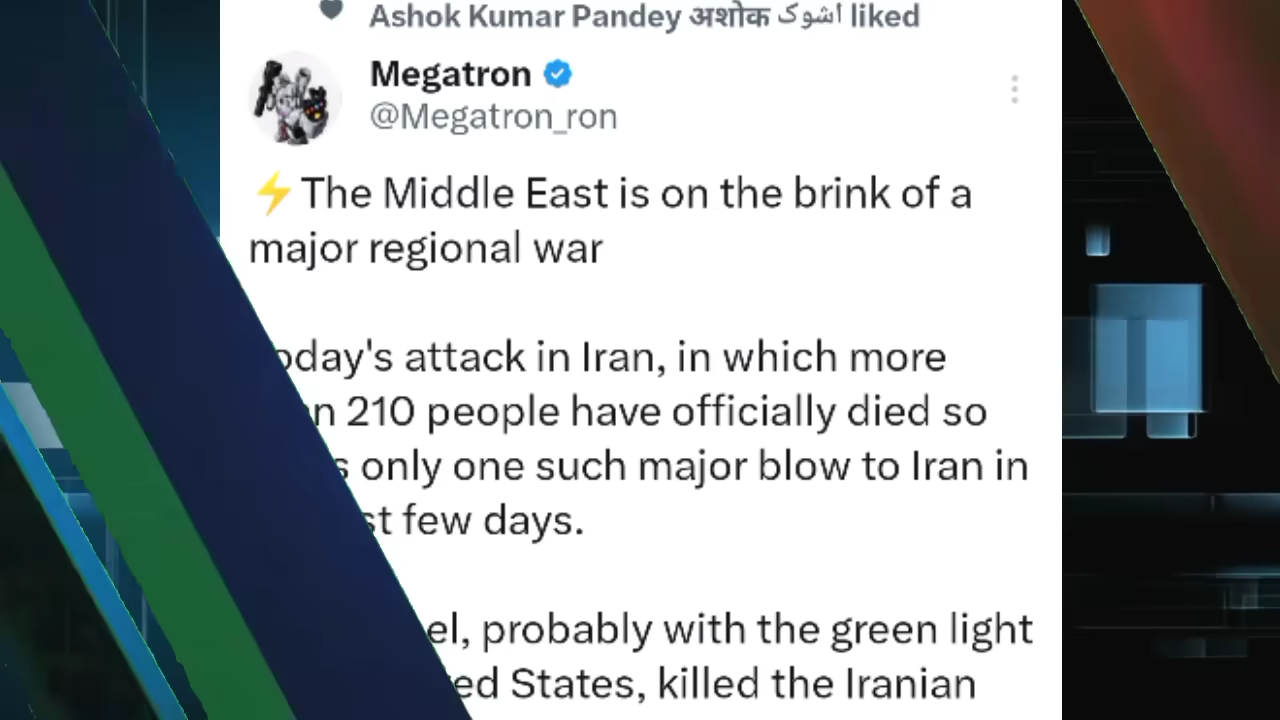 Ashok Kumar Pandey अशोक اشوک liked
Megatron
@Megatron_ron
⚡The Middle East is on the brink of a
major regional war
oday's attack in Iran, in which more
n 210 people have officially died so
s only one such major blow to Iran in
st few days.
el, probably with the green light
ed States, killed the Iranian